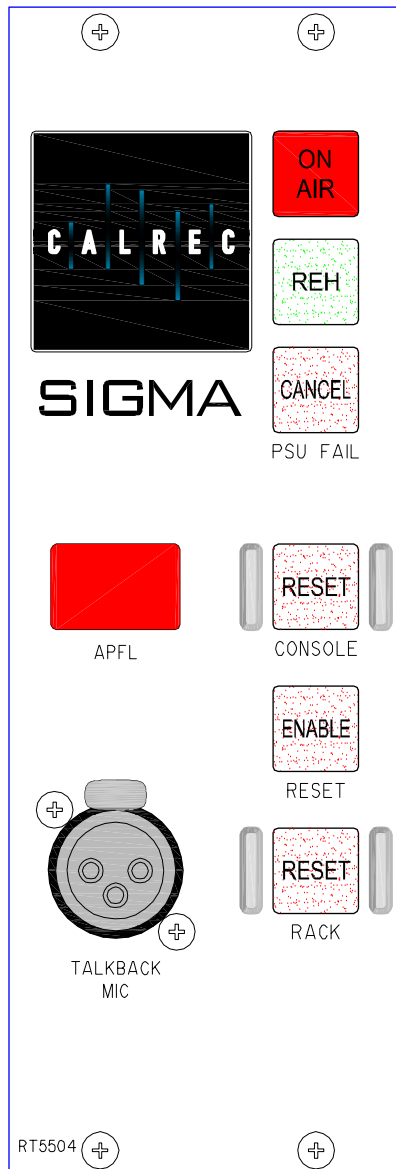 ON
AIR
CALREC
REH
CANCEL
SIGMA
PSU FAIL
RESET
APFL
CONSOLE
ENABLE
RESET
RESET
RACK
TALKBACK
MIC
RT5504